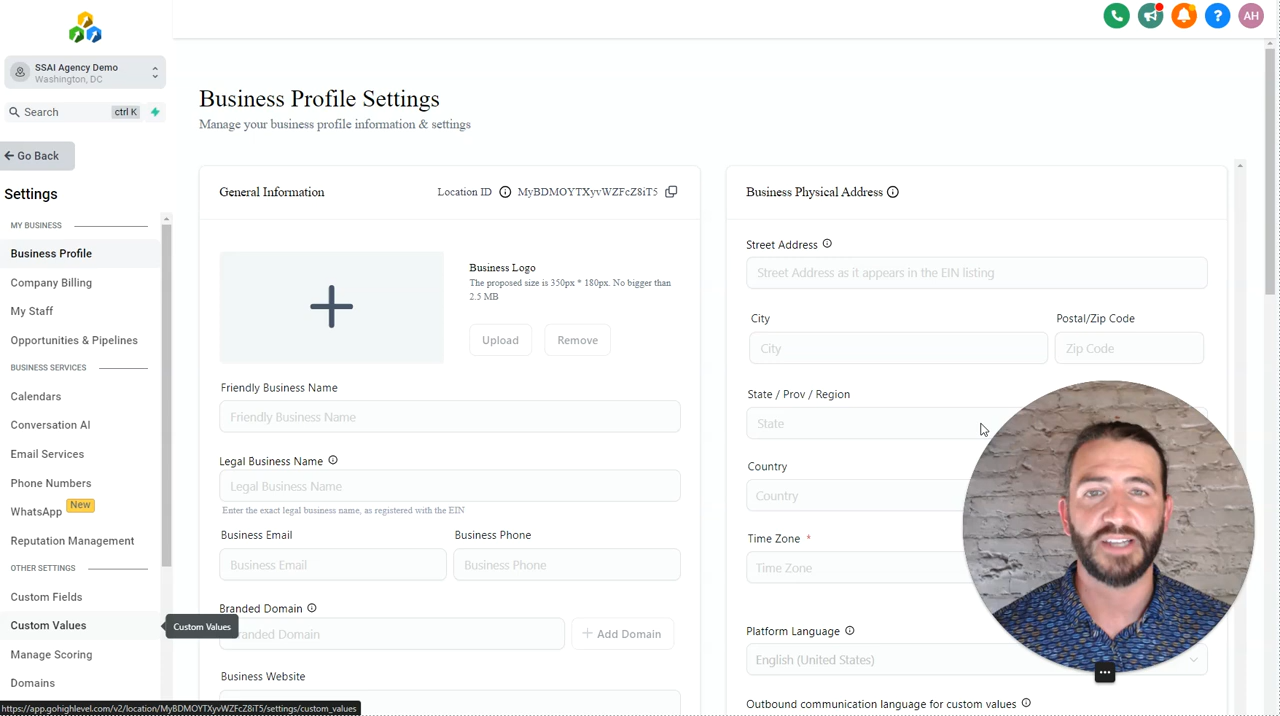 AH
SSAI Agency Demo
Washington, DC
Search ctrl K
Go Back
Settings
MY BUSINESS
Business Profile
Company Billing
My Staff
Opportunities & Pipelines
BUSINESS SERVICES
Calendars
Conversation AI
Email Services
Phone Numbers
WhatsApp New
Reputation Management
OTHER SETTINGS
Custom Fields
Custom Values
Custom Values
Manage Scoring
Domains
https://app.gohighlevel.com/v2/location/MyBDMOYTXyvWZFcZ8iT5/settings/custom_values
Business Profile Settings
Manage your business profile information & settings
General Information
Location ID MyBDMOYTXyvWZFcZ8iT5
Business Logo
The proposed size is 350px * 180px. No bigger than
2.5 MB
Upload Remove
Friendly Business Name
Friendly Business Name
Legal Business Name
Legal Business Name
Enter the exact legal business name, as registered with the EIN
Business Email Business Phone
Business Email Business Phone
Branded Domain
Branded Domain + Add Domain
Business Website
Business Physical Address
Street Address
Street Address as it appears in the EIN listing
City Postal/Zip Code
City Zip Code
State / Prov / Region
State
Country
Country
Time Zone *
Time Zone
Platform Language
English (United States)
Outbound communication language for custom values